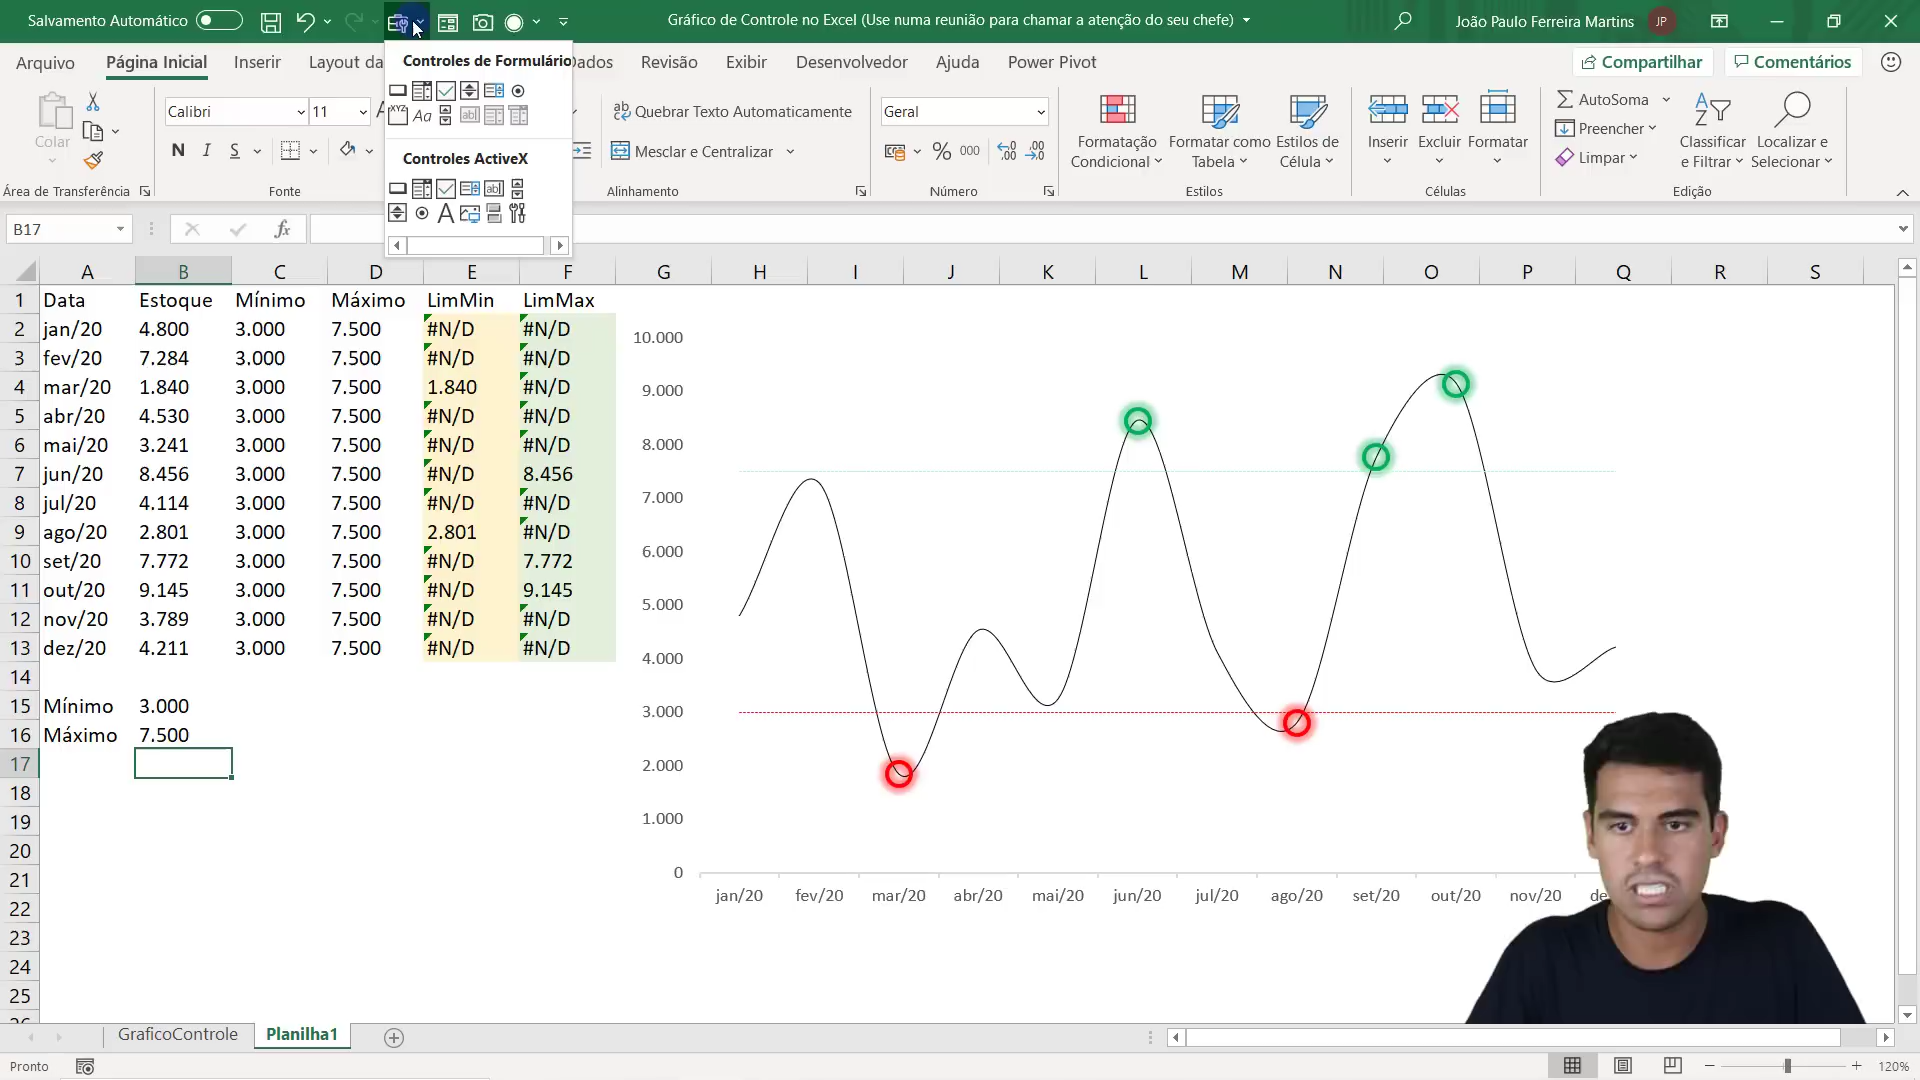 Salvamento Automático
Gráfico de Controle no Excel (Use numa reunião para chamar a atenção do seu chefe)
João Paulo Ferreira Martins JP
Arquivo Página Inicial Inserir Layout da Dados Revisão Exibir Desenvolvedor Ajuda Power Pivot
Compartilhar Comentários
Controles de Formulário
XYZ Aa ab|
Controles ActiveX
ab| A
Colar
Área de Transferência
Calibri 11 A
N I S
Fonte
Quebrar Texto Automaticamente
Mesclar e Centralizar
Alinhamento
Geral
% 000
Número
Formatação Condicional
Formatar como Tabela
Estilos de Célula
Estilos
Inserir Excluir Formatar
Células
AutoSoma
Preencher
Limpar
Classificar e Filtrar
Localizar e Selecionar
Edição
B17 fx
A B C D E F G H I J K L M N O P Q R S
1 Data Estoque Mínimo Máximo LimMin LimMax
2 jan/20 4.800 3.000 7.500 #N/D #N/D
3 fev/20 7.284 3.000 7.500 #N/D #N/D
4 mar/20 1.840 3.000 7.500 1.840 #N/D
5 abr/20 4.530 3.000 7.500 #N/D #N/D
6 mai/20 3.241 3.000 7.500 #N/D #N/D
7 jun/20 8.456 3.000 7.500 #N/D 8.456
8 jul/20 4.114 3.000 7.500 #N/D #N/D
9 ago/20 2.801 3.000 7.500 2.801 #N/D
10 set/20 7.772 3.000 7.500 #N/D 7.772
11 out/20 9.145 3.000 7.500 #N/D 9.145
12 nov/20 3.789 3.000 7.500 #N/D #N/D
13 dez/20 4.211 3.000 7.500 #N/D #N/D
14
15 Mínimo 3.000
16 Máximo 7.500
17
18
19
20
21
22
23
24
25
10.000
9.000
8.000
7.000
6.000
5.000
4.000
3.000
2.000
1.000
0
jan/20 fev/20 mar/20 abr/20 mai/20 jun/20 jul/20 ago/20 set/20 out/20 nov/20 de
GraficoControle Planilha1
Pronto
120%